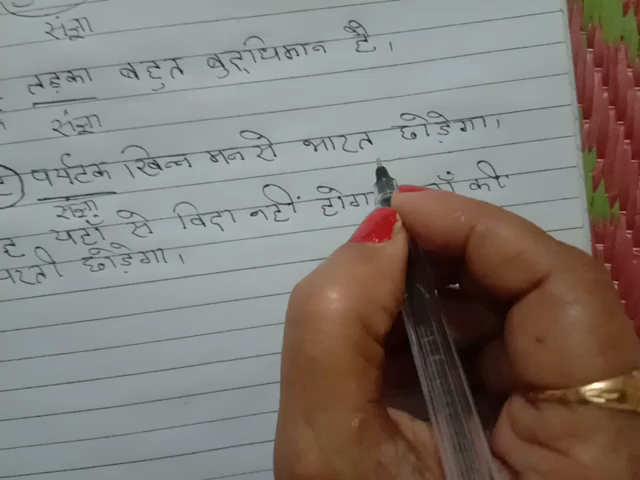 संज्ञा
लड़का बहुत बुद्धिमान है।
संज्ञा
पर्यटक खिन्न मन से भारत छोड़ेगा।
संज्ञा
यहाँ से विदा नहीं होगा की
छोड़ेगा।